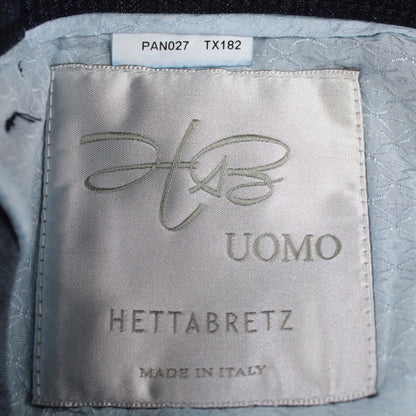 PAN027 TX182
H&B
UOMO
HETTABRETZ
MADE IN ITALY